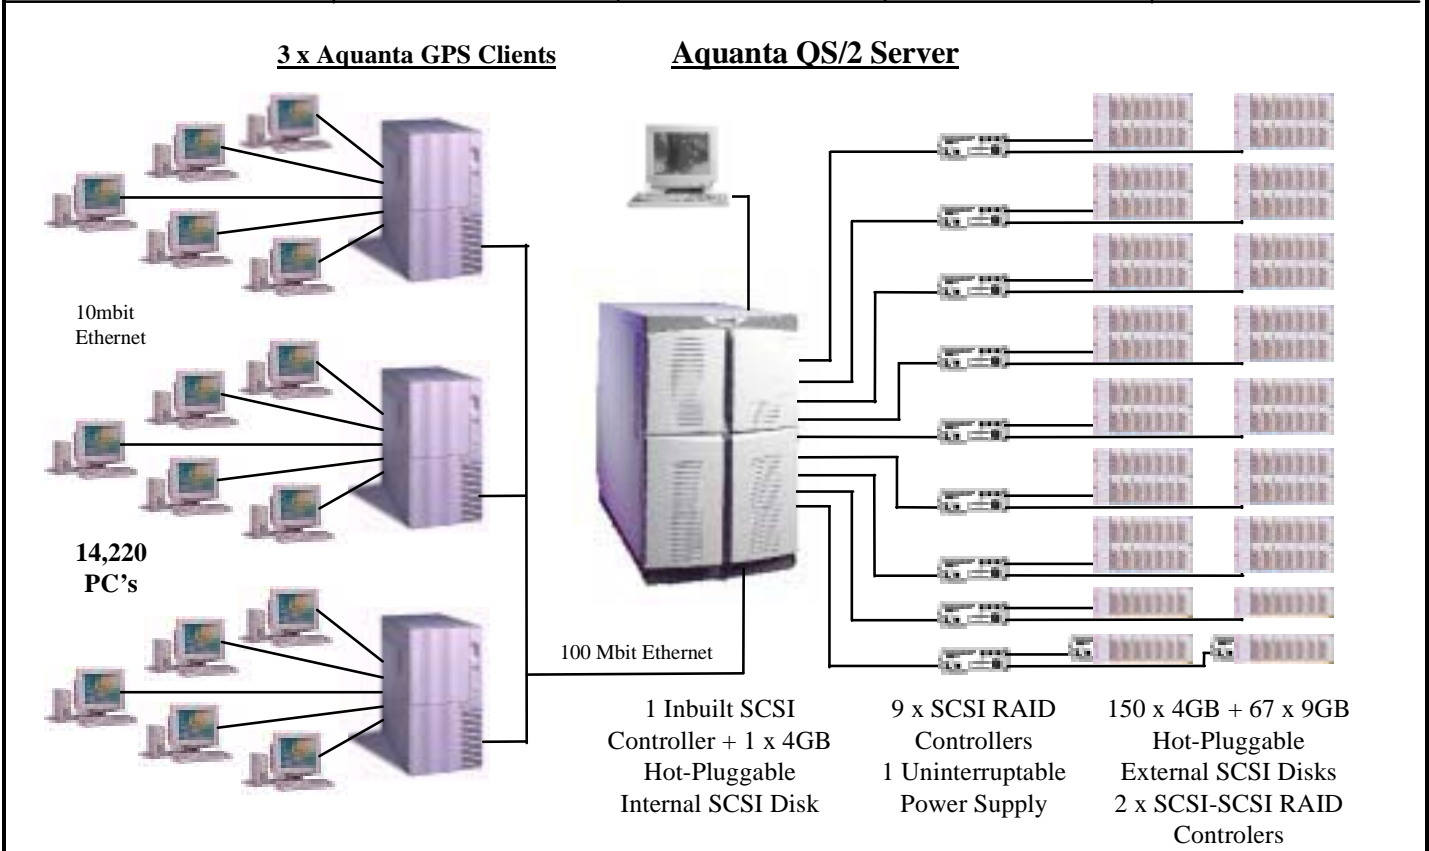 3 x Aquanta GPS Clients
Aquanta QS/2 Server
10mbit
Ethernet
14,220
PC’s
100 Mbit Ethernet
1 Inbuilt SCSI
Controller + 1 x 4GB
Hot-Pluggable
Internal SCSI Disk
9 x SCSI RAID
Controllers
1 Uninterruptable
Power Supply
150 x 4GB + 67 x 9GB
Hot-Pluggable
External SCSI Disks
2 x SCSI-SCSI RAID
Controlers